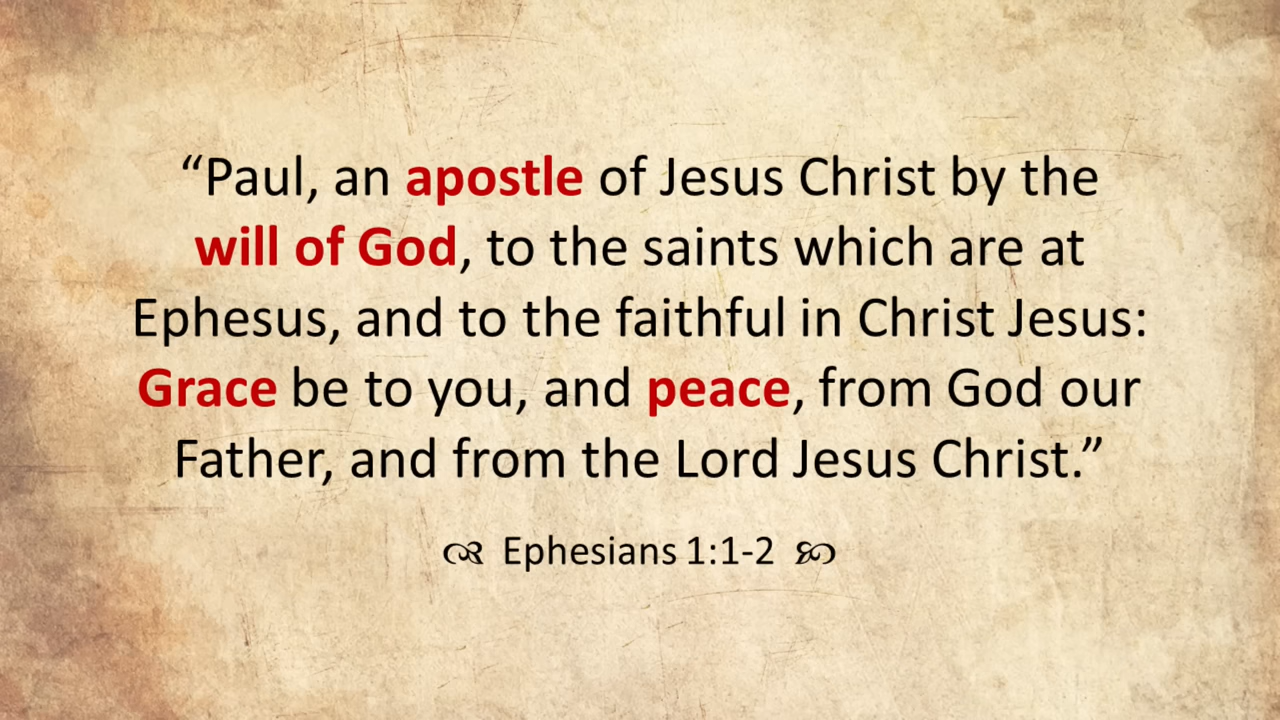 “Paul, an apostle of Jesus Christ by the
will of God, to the saints which are at
Ephesus, and to the faithful in Christ Jesus:
Grace be to you, and peace, from God our
Father, and from the Lord Jesus Christ.”
Ephesians 1:1-2